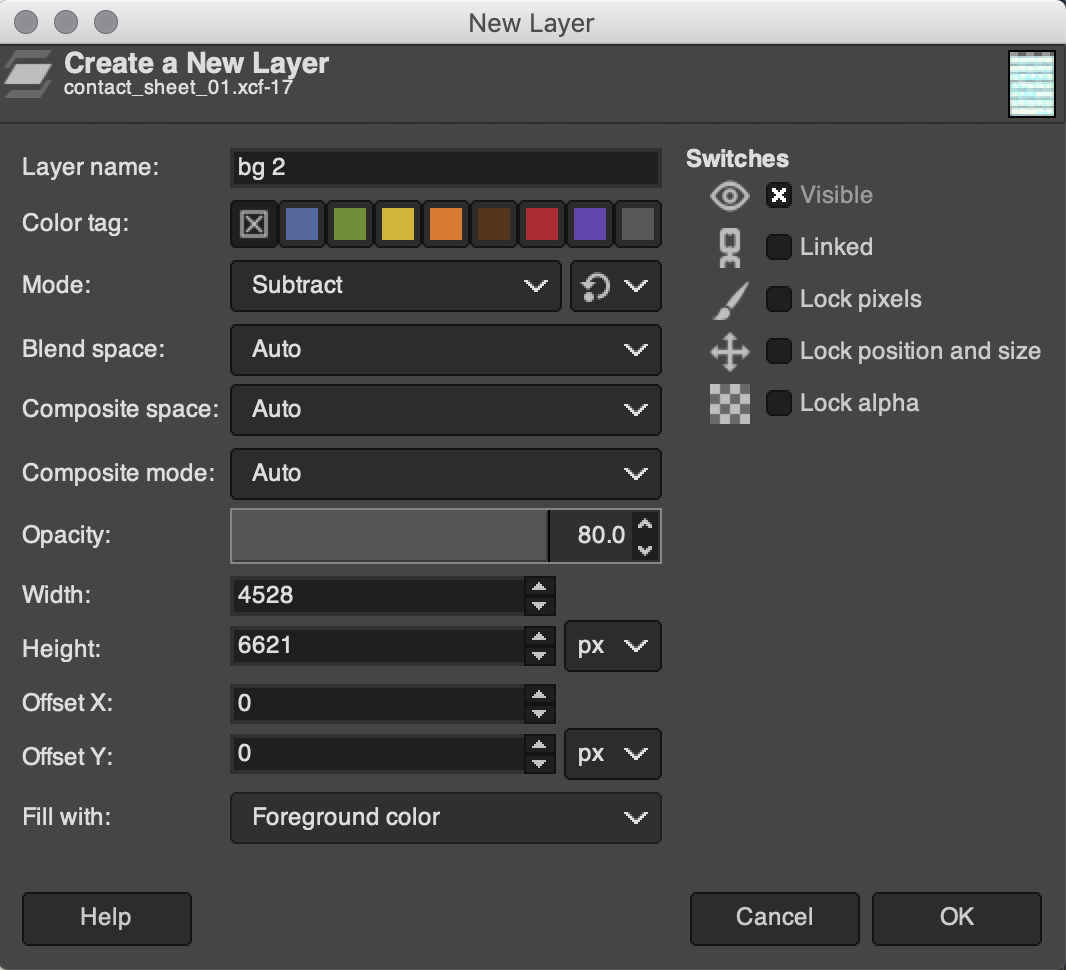 New Layer
Create a New Layer
contact_sheet_01.xcf-17
Layer name:
bg 2
Color tag:
Mode:
Subtract
Blend space:
Auto
Composite space:
Auto
Composite mode:
Auto
Opacity:
80.0
Width:
4528
Height:
6621
px
Offset X:
0
Offset Y:
0
px
Fill with:
Foreground color
Switches
Visible
Linked
Lock pixels
Lock position and size
Lock alpha
Help
Cancel
OK